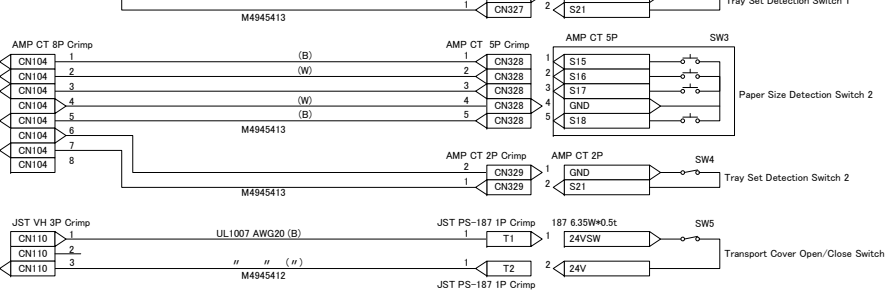 1 CN327 2 S21 Tray Set Detection Switch 1
M4945413
AMP CT 8P Crimp AMP CT 5P Crimp AMP CT 5P SW3
CN104 1 (B) 1 CN328 1 S15
CN104 2 (W) 2 CN328 2 S16
CN104 3 3 CN328 3 S17 Paper Size Detection Switch 2
CN104 4 (W) 4 CN328 4 GND
CN104 5 (B) 5 CN328 5 S18
M4945413
CN104 6
CN104 7
CN104 8
AMP CT 2P Crimp AMP CT 2P SW4
2 CN329 1 GND
Tray Set Detection Switch 2
1 CN329 2 S21
M4945413
JST VH 3P Crimp JST PS-187 1P Crimp 187 6.35W*0.5t SW5
CN110 1 UL1007 AWG20 (B) 1 T1 1 24VSW
CN110 2 Transport Cover Open/Close Switch
CN110 3 〃 〃 (〃) 1 T2 2 24V
M4945412
JST PS-187 1P Crimp